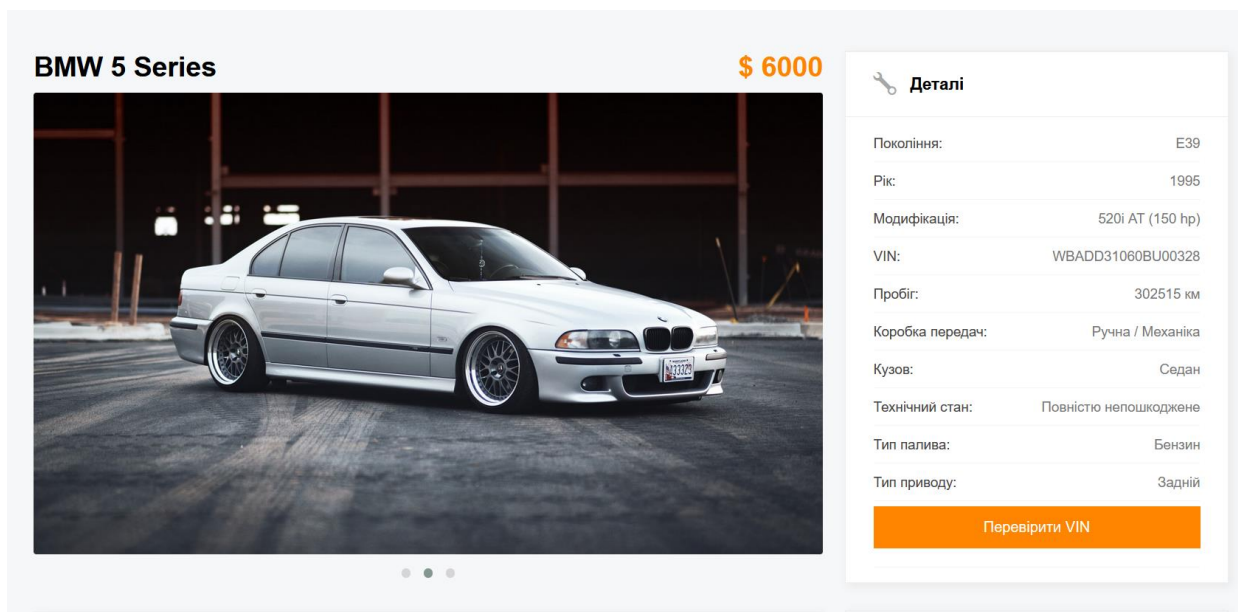 BMW 5 Series
$ 6000
Деталі
Покоління: E39
Рік: 1995
Модифікація: 520i AT (150 hp)
VIN: WBADD31060BU00328
Пробіг: 302515 км
Коробка передач: Ручна / Механіка
Кузов: Седан
Технічний стан: Повністю непошкоджене
Тип палива: Бензин
Тип приводу: Задній
Перевірити VIN